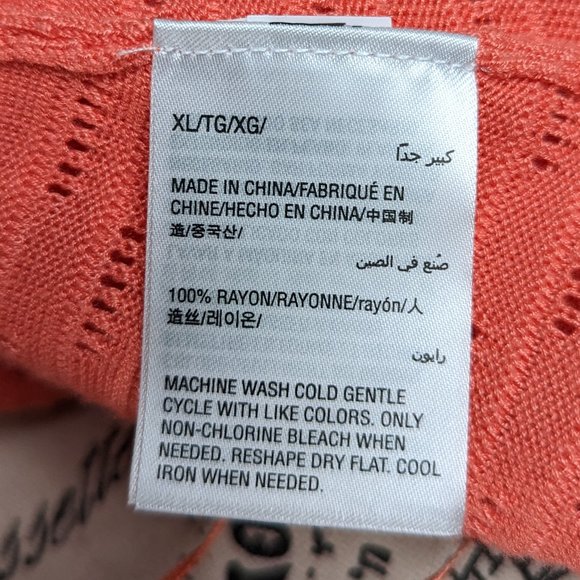 XL/TG/XG/
كبير جدًا
MADE IN CHINA/FABRIQUÉ EN
CHINE/HECHO EN CHINA/中国制
造/중국산/
صُنع في الصين
100% RAYON/RAYONNE/rayón/人
造丝/레이온/
رايون
MACHINE WASH COLD GENTLE
CYCLE WITH LIKE COLORS. ONLY
NON-CHLORINE BLEACH WHEN
NEEDED. RESHAPE DRY FLAT. COOL
IRON WHEN NEEDED.